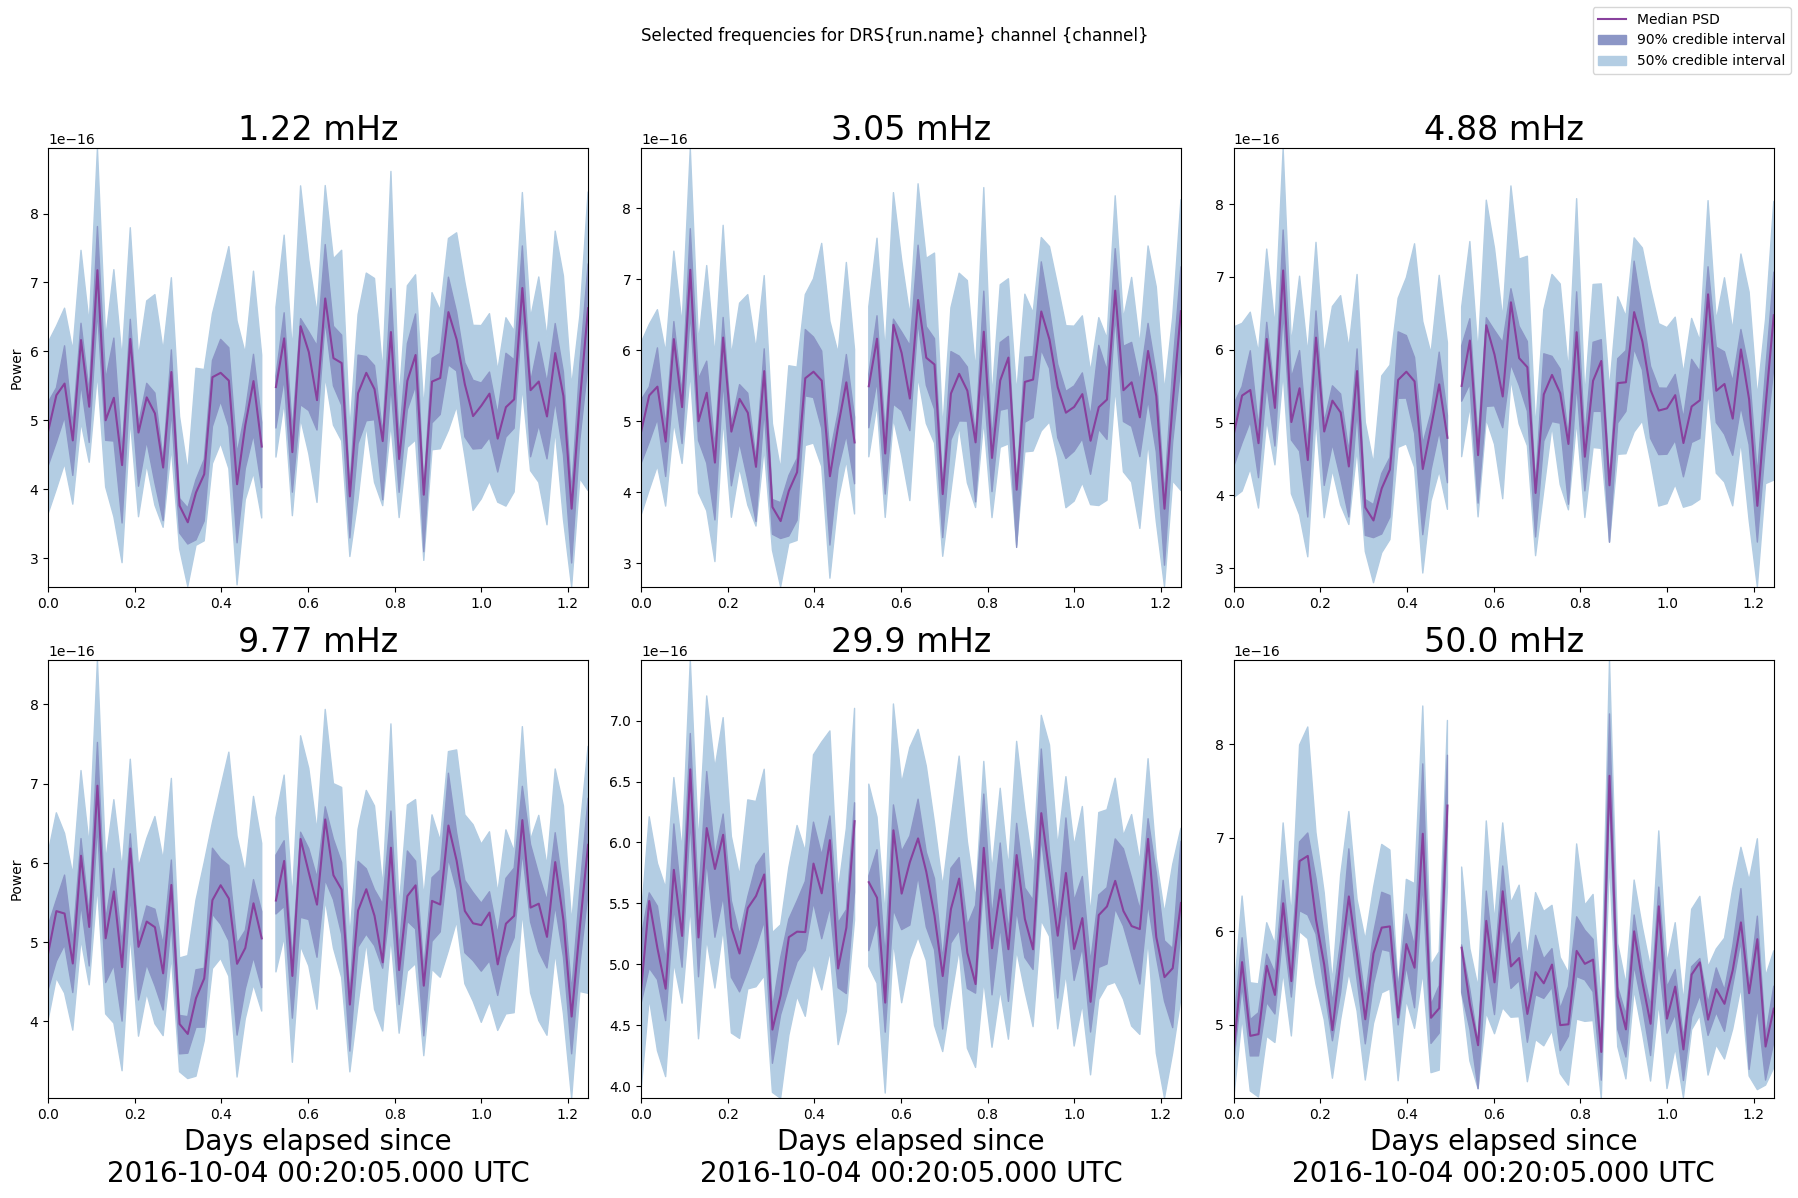 Selected frequencies for DRS{run.name} channel {channel}
Median PSD
90% credible interval
50% credible interval
1.22 mHz
3.05 mHz
4.88 mHz
1e−16
1e−16
1e−16
Power
8
7
6
5
4
3
0.0 0.2 0.4 0.6 0.8 1.0 1.2
8
7
6
5
4
3
0.0 0.2 0.4 0.6 0.8 1.0 1.2
8
7
6
5
4
3
0.0 0.2 0.4 0.6 0.8 1.0 1.2
9.77 mHz
29.9 mHz
50.0 mHz
1e−16
1e−16
1e−16
Power
8
7
6
5
4
0.0 0.2 0.4 0.6 0.8 1.0 1.2
Days elapsed since
2016-10-04 00:20:05.000 UTC
7.0
6.5
6.0
5.5
5.0
4.5
4.0
0.0 0.2 0.4 0.6 0.8 1.0 1.2
Days elapsed since
2016-10-04 00:20:05.000 UTC
8
7
6
5
0.0 0.2 0.4 0.6 0.8 1.0 1.2
Days elapsed since
2016-10-04 00:20:05.000 UTC